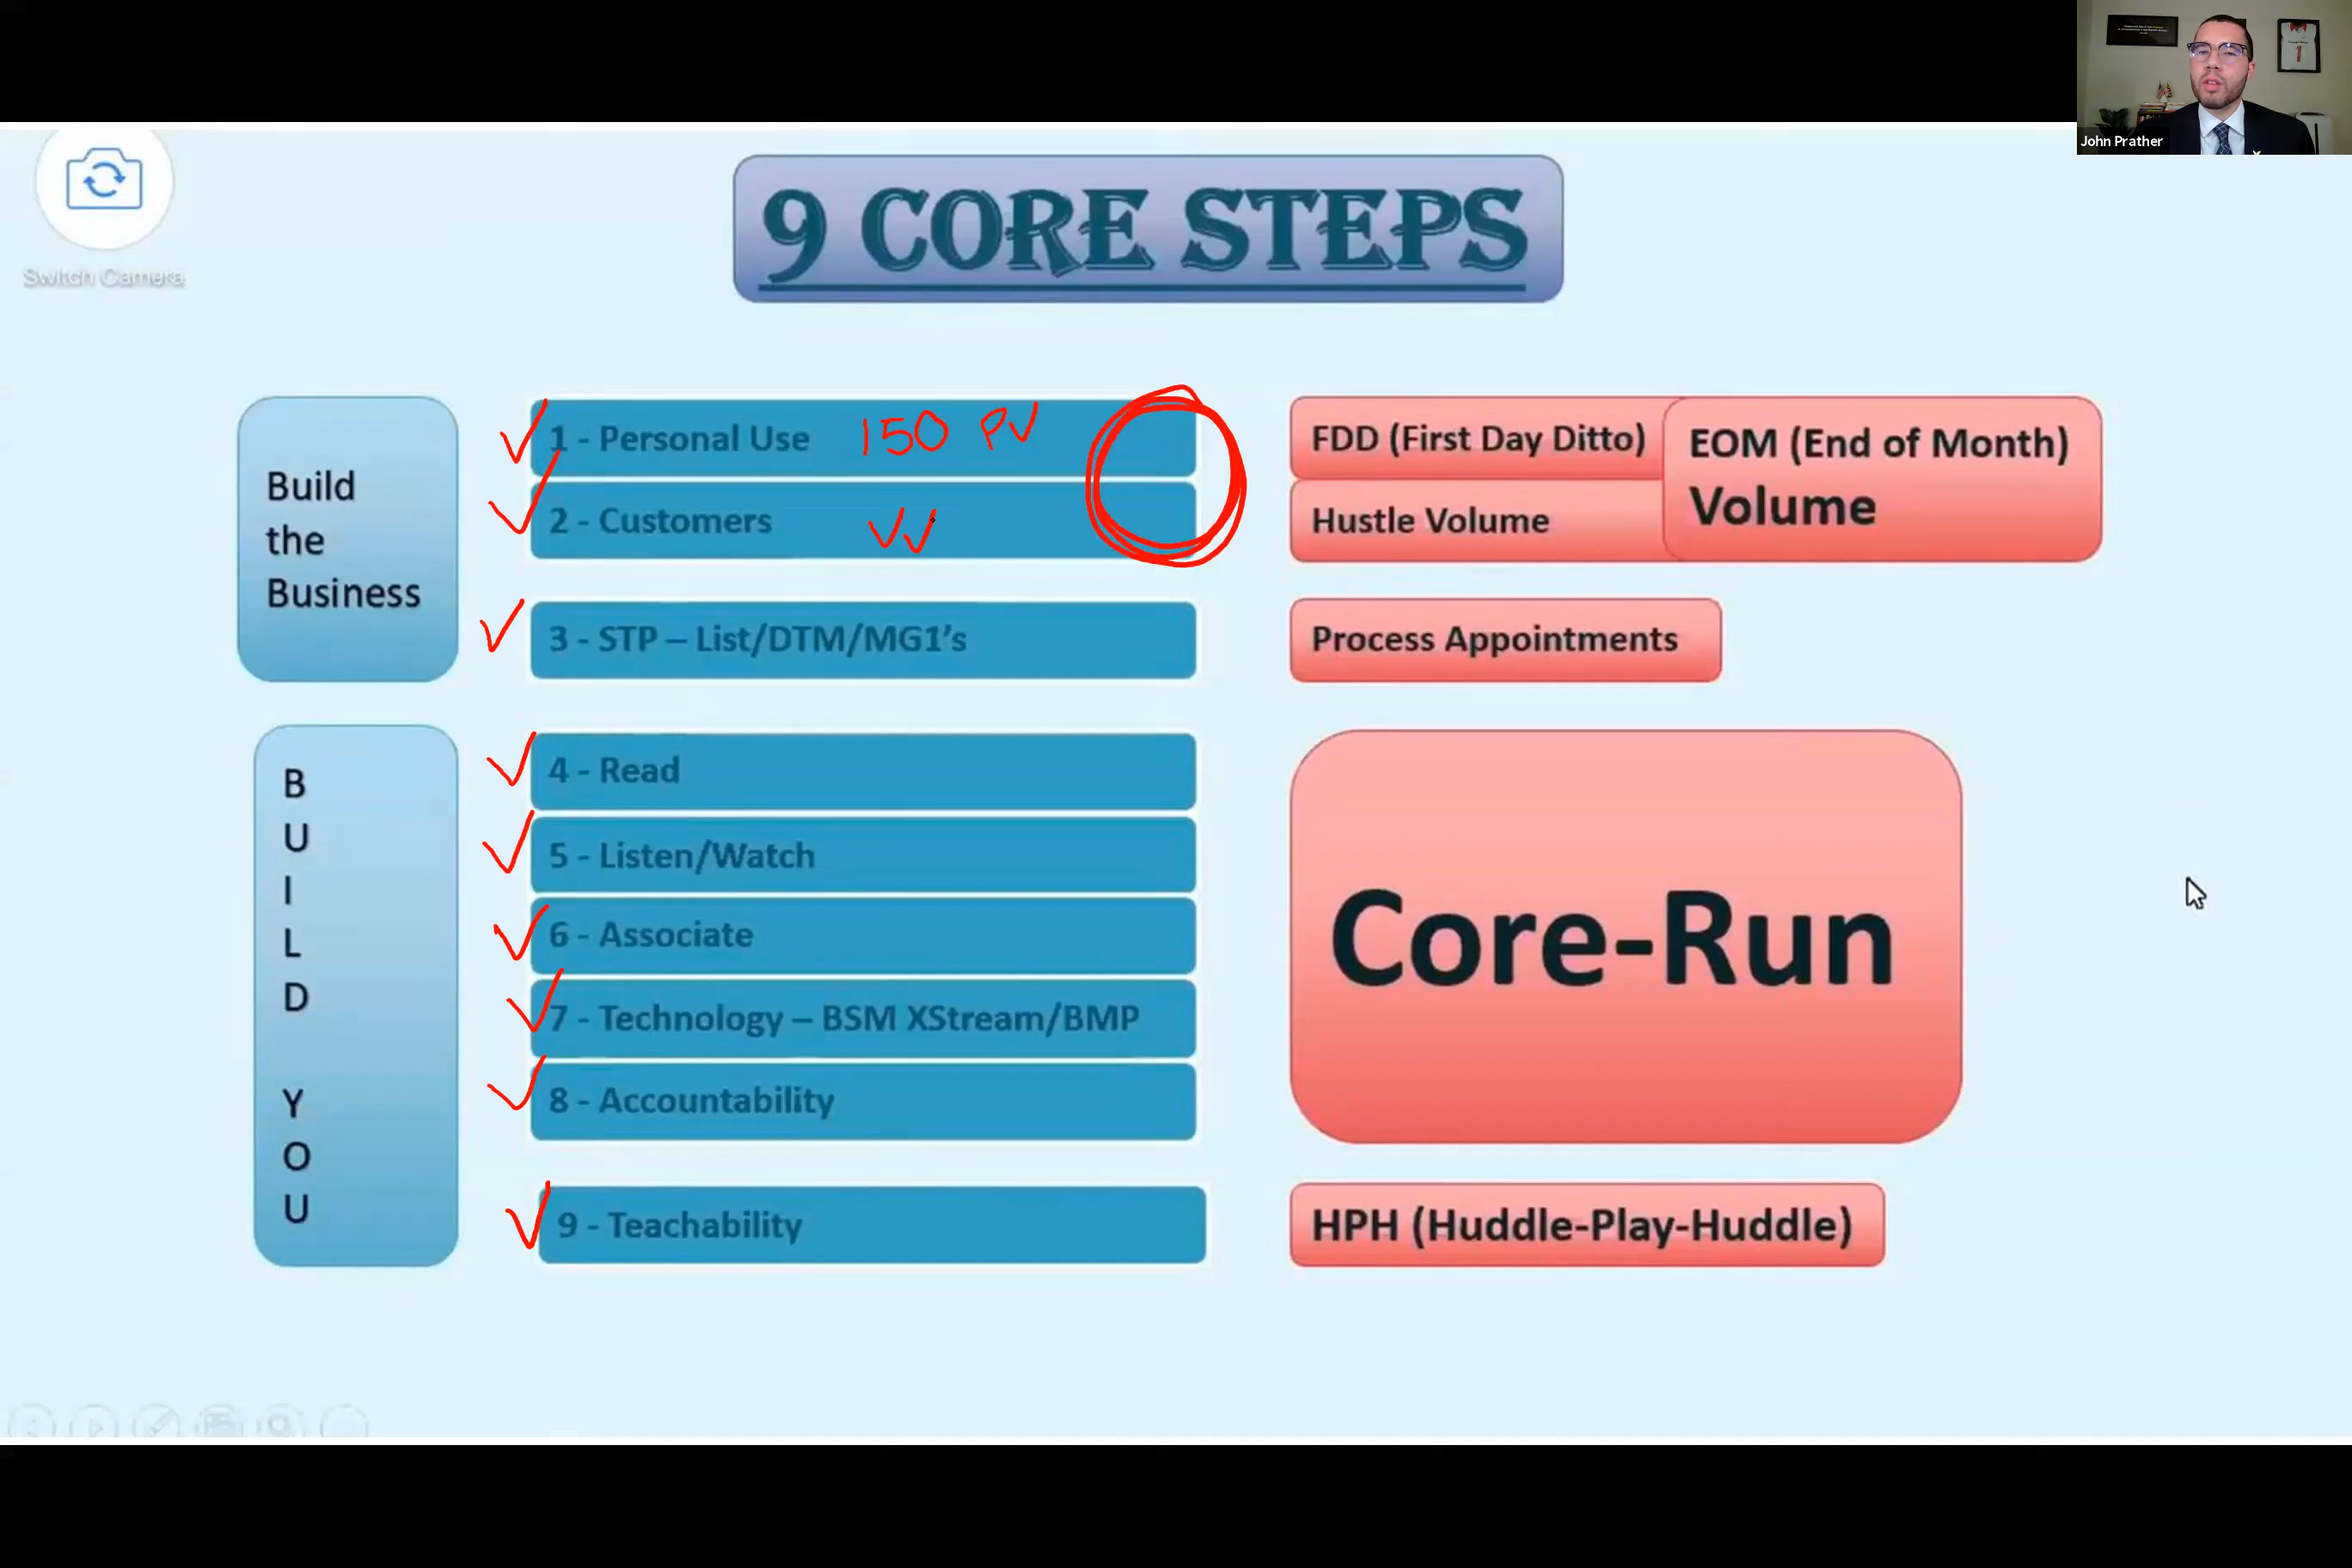 John Prather
Switch Camera
9 CORE STEPS
Build
the
Business
1 - Personal Use 150 PV
2 - Customers VV
3 - STP – List/DTM/MG1's
FDD (First Day Ditto)
Hustle Volume
EOM (End of Month)
Volume
Process Appointments
B
U
I
L
D
Y
O
U
4 - Read
5 - Listen/Watch
6 - Associate
7 - Technology – BSM XStream/BMP
8 - Accountability
9 - Teachability
Core-Run
HPH (Huddle-Play-Huddle)